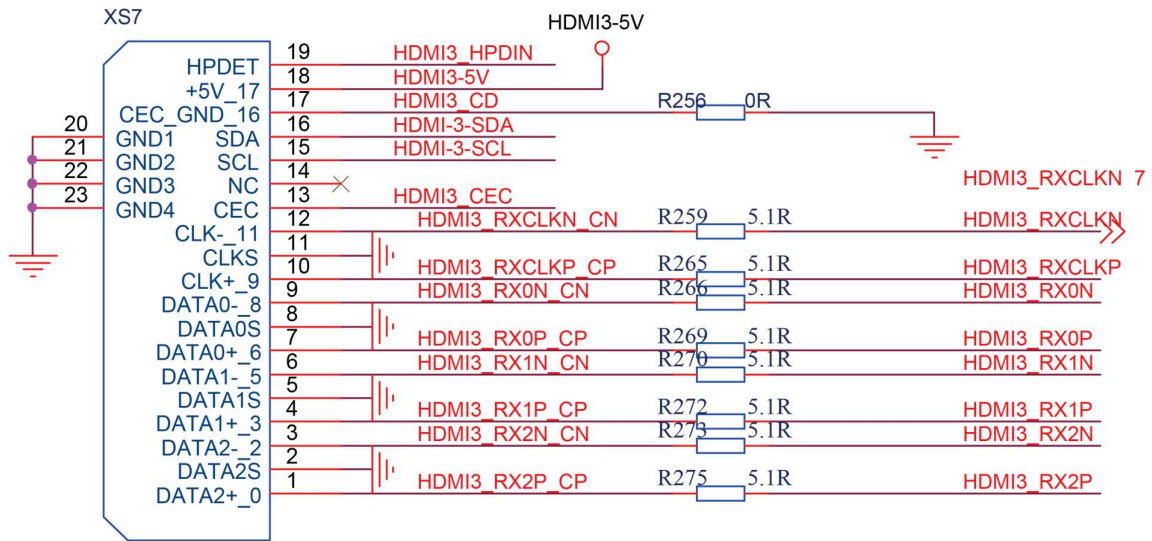 XS7
HDMI3-5V
HPDET 19 HDMI3_HPDIN
+5V_17 18 HDMI3-5V
CEC_GND_16 17 HDMI3_CD R256 0R
20 GND1 SDA 16 HDMI-3-SDA
21 GND2 SCL 15 HDMI-3-SCL
22 GND3 NC 14 HDMI3_RXCLKN 7
23 GND4 CEC 13 HDMI3_CEC
CLK-_11 12 HDMI3_RXCLKN_CN R259 5.1R HDMI3_RXCLKN
CLKS 11
CLK+_9 10 HDMI3_RXCLKP_CP R265 5.1R HDMI3_RXCLKP
DATA0-_8 9 HDMI3_RX0N_CN R266 5.1R HDMI3_RX0N
DATA0S 8
DATA0+_6 7 HDMI3_RX0P_CP R269 5.1R HDMI3_RX0P
DATA1-_5 6 HDMI3_RX1N_CN R270 5.1R HDMI3_RX1N
DATA1S 5
DATA1+_3 4 HDMI3_RX1P_CP R272 5.1R HDMI3_RX1P
DATA2-_2 3 HDMI3_RX2N_CN R273 5.1R HDMI3_RX2N
DATA2S 2
DATA2+_0 1 HDMI3_RX2P_CP R275 5.1R HDMI3_RX2P